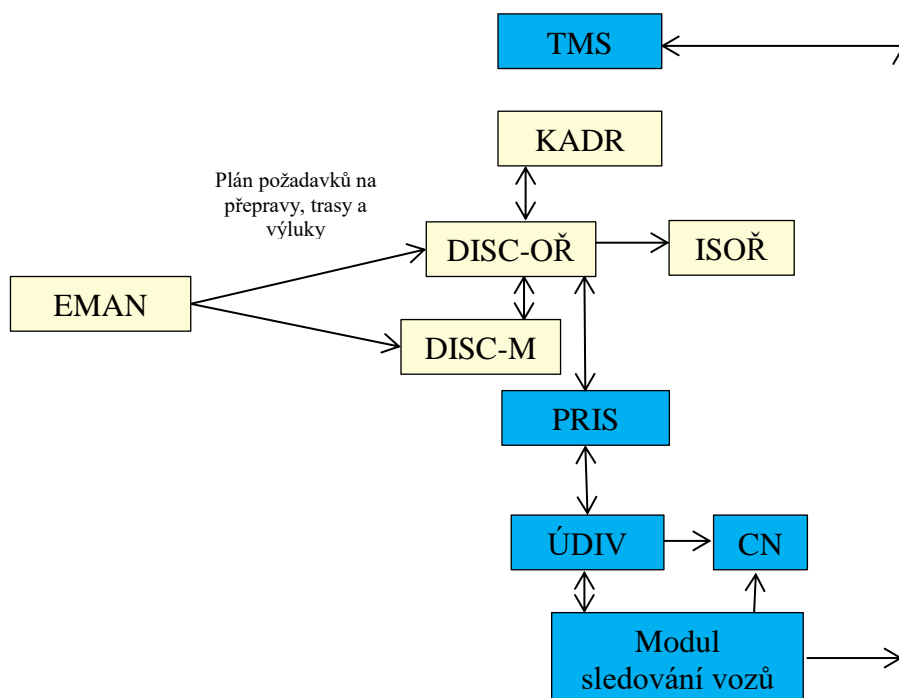 TMS
KADR
Plán požadavků na
přepravy, trasy a
výluky
DISC-OŘ
ISOŘ
EMAN
DISC-M
PRIS
ÚDIV
CN
Modul
sledování vozů